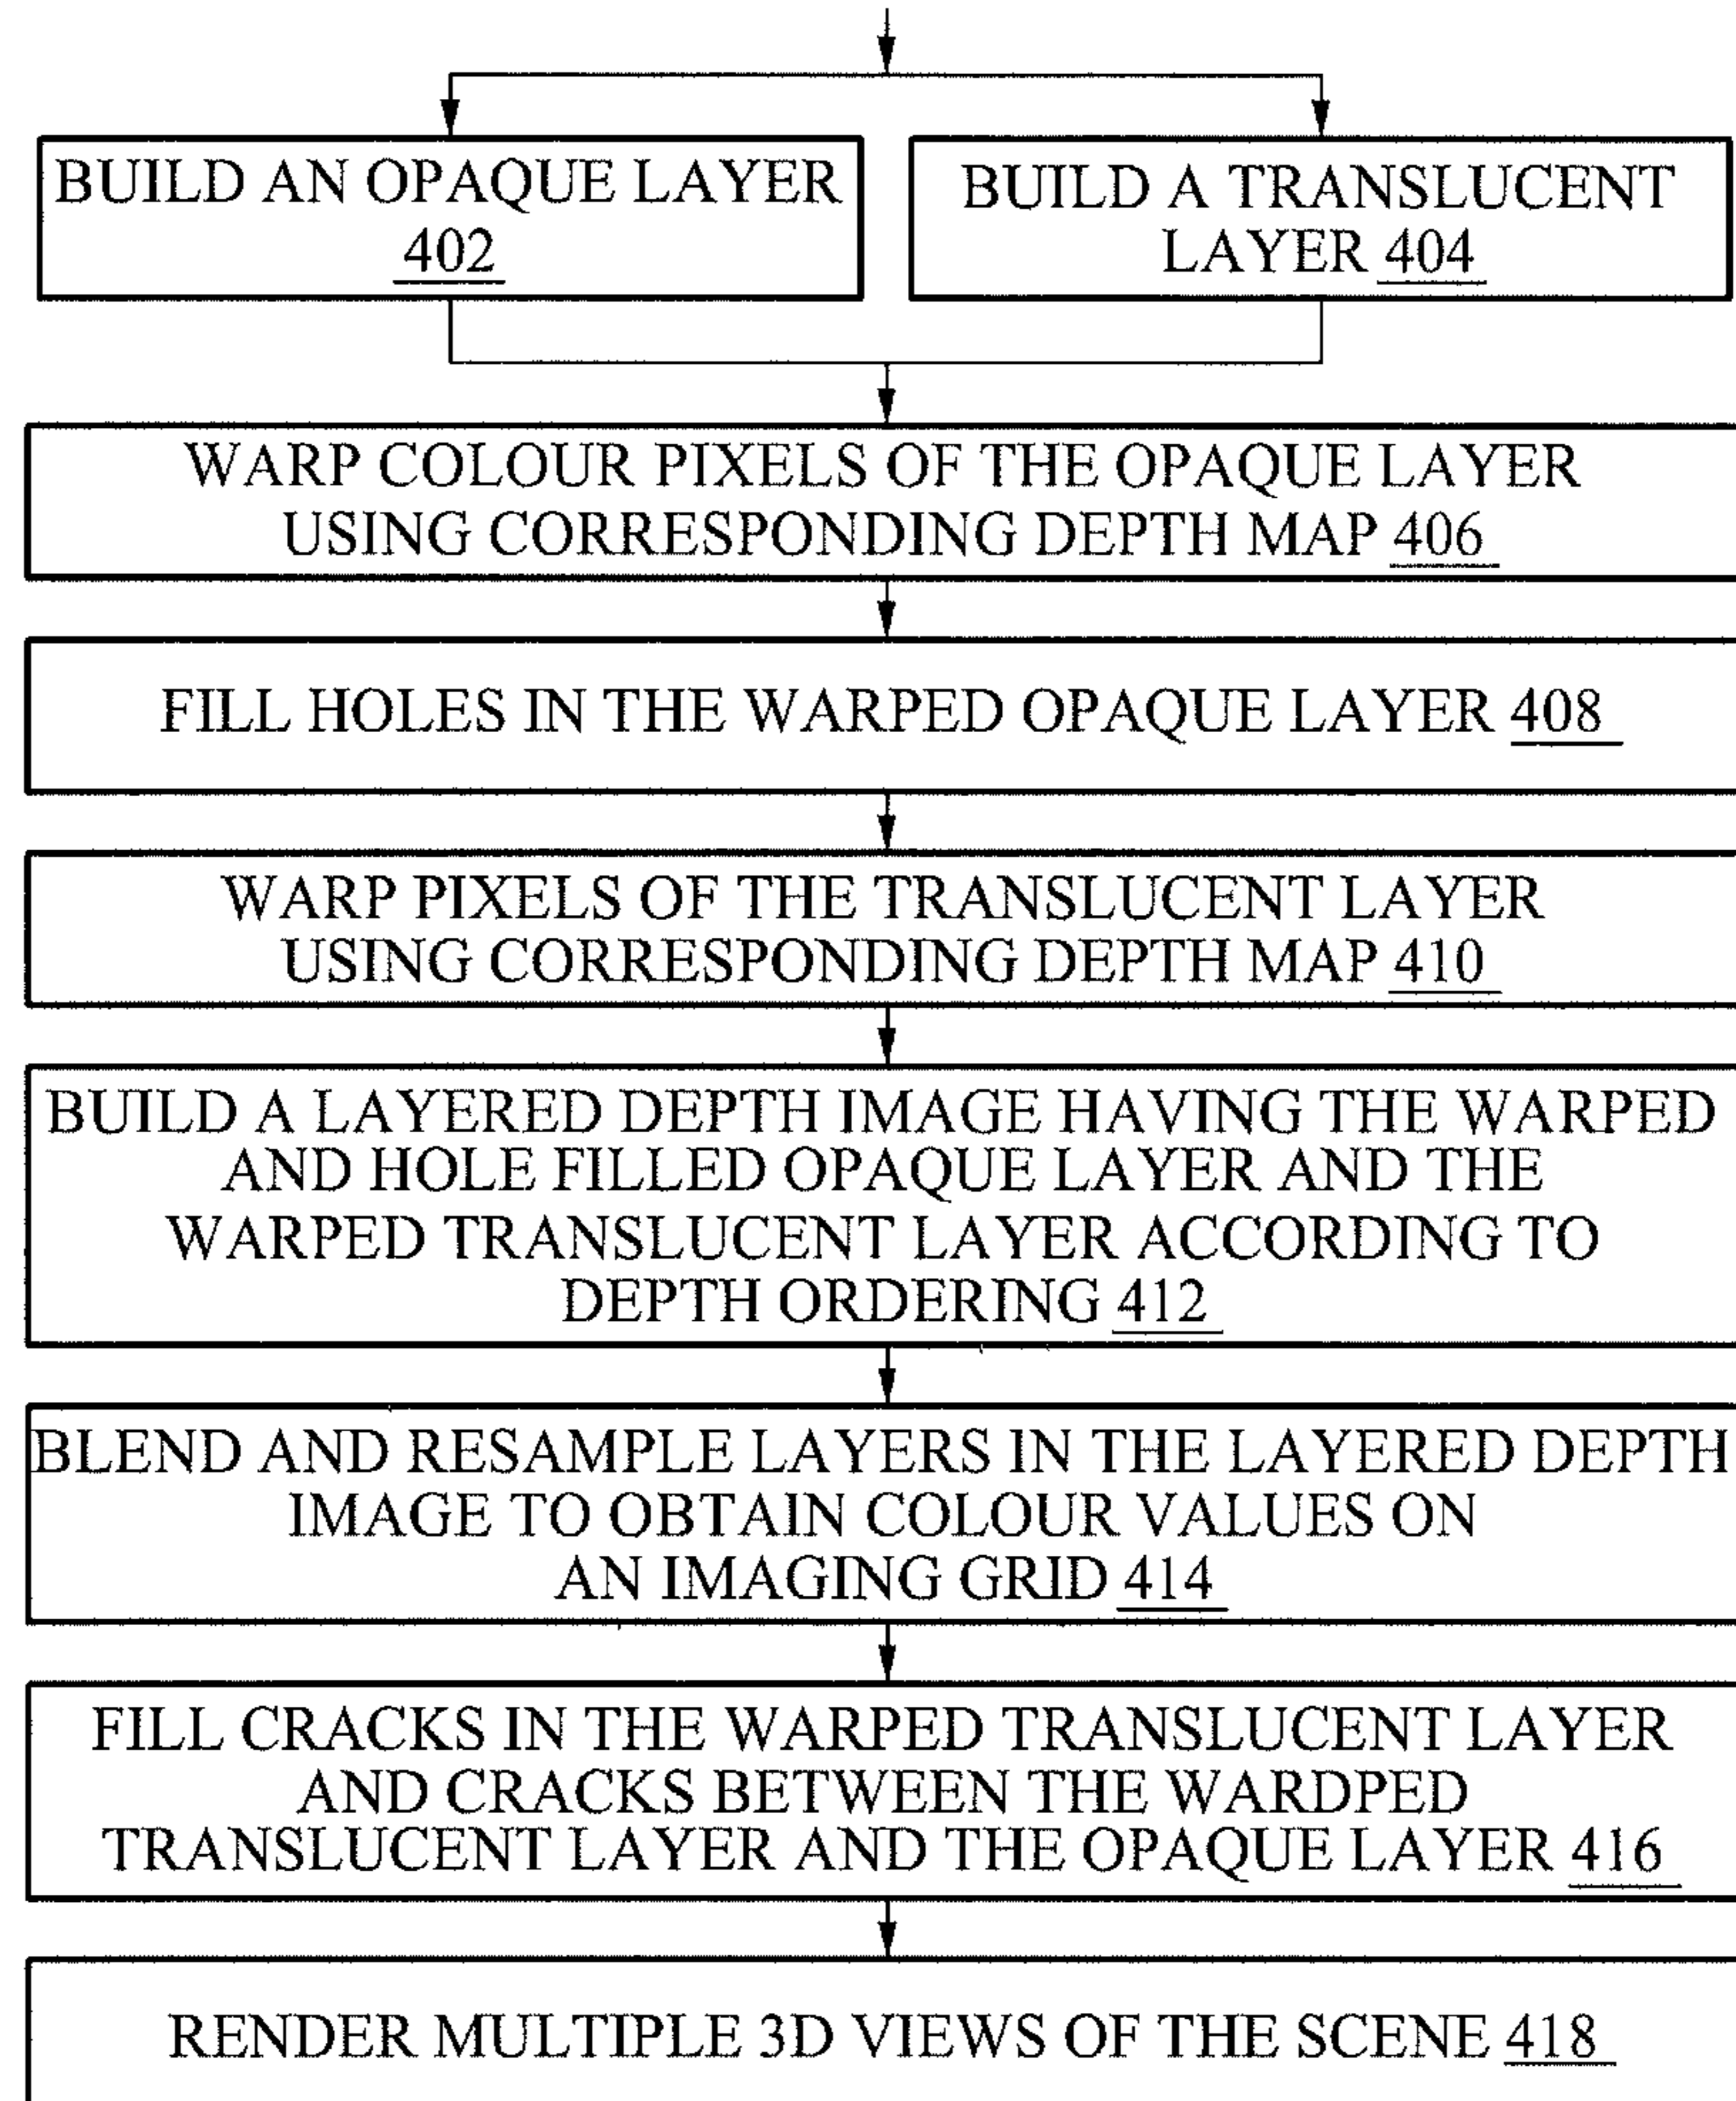 BUILD AN OPAQUE LAYER
402
BUILD A TRANSLUCENT
LAYER 404
WARP COLOUR PIXELS OF THE OPAQUE LAYER
USING CORRESPONDING DEPTH MAP 406
FILL HOLES IN THE WARPED OPAQUE LAYER 408
WARP PIXELS OF THE TRANSLUCENT LAYER
USING CORRESPONDING DEPTH MAP 410
BUILD A LAYERED DEPTH IMAGE HAVING THE WARPED
AND HOLE FILLED OPAQUE LAYER AND THE
WARPED TRANSLUCENT LAYER ACCORDING TO
DEPTH ORDERING 412
BLEND AND RESAMPLE LAYERS IN THE LAYERED DEPTH
IMAGE TO OBTAIN COLOUR VALUES ON
AN IMAGING GRID 414
FILL CRACKS IN THE WARPED TRANSLUCENT LAYER
AND CRACKS BETWEEN THE WARDPED
TRANSLUCENT LAYER AND THE OPAQUE LAYER 416
RENDER MULTIPLE 3D VIEWS OF THE SCENE 418